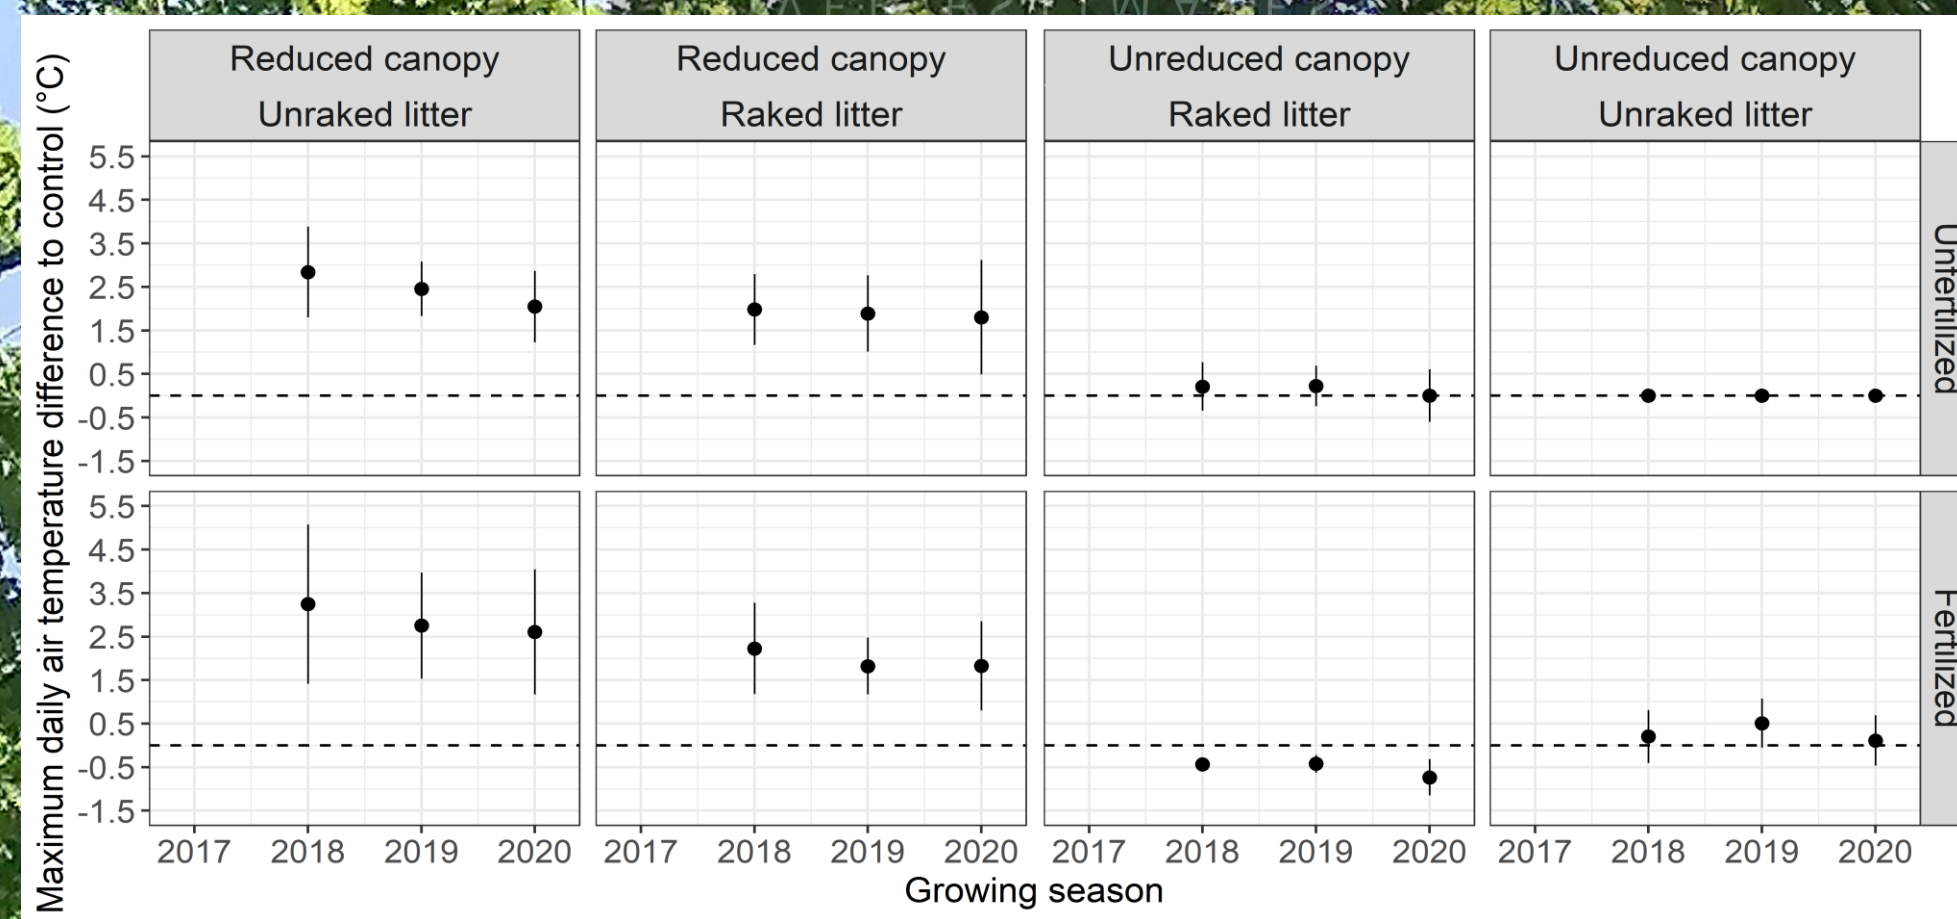 Reduced canopy
Unraked litter
Reduced canopy
Raked litter
Unreduced canopy
Raked litter
Unreduced canopy
Unraked litter
Maximum daily air temperature difference to control (°C)
5.5
4.5
3.5
2.5
1.5
0.5
-0.5
-1.5
Unfertilized
5.5
4.5
3.5
2.5
1.5
0.5
-0.5
-1.5
Fertilized
2017 2018 2019 2020 2017 2018 2019 2020 2017 2018 2019 2020 2017 2018 2019 2020
Growing season